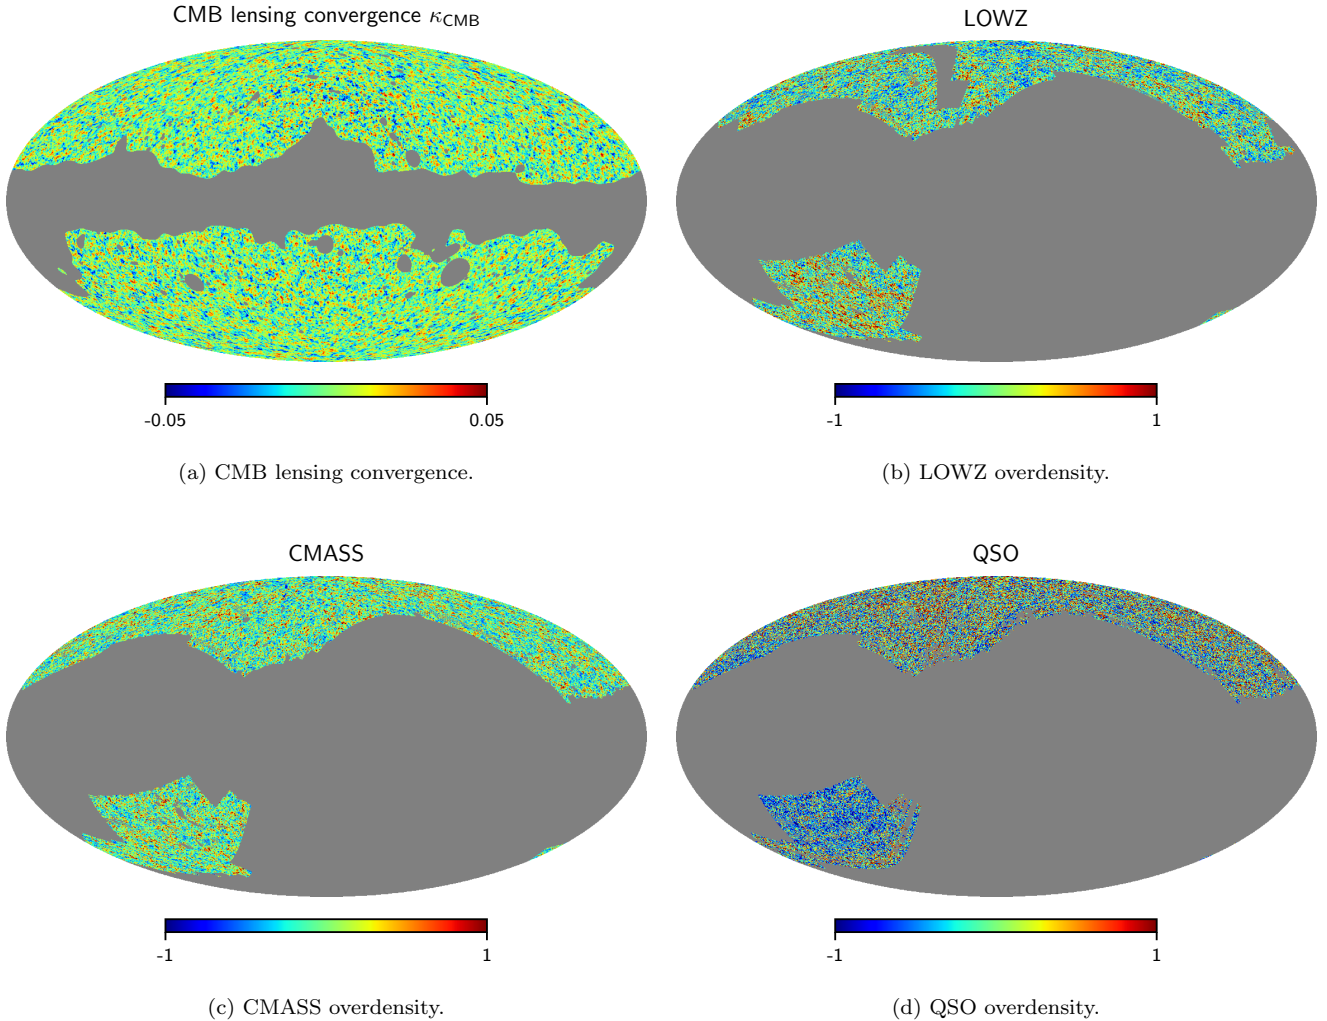 CMB lensing convergence κCMB
LOWZ
-0.05 0.05
-1 1
(a) CMB lensing convergence.
(b) LOWZ overdensity.
CMASS
QSO
-1 1
-1 1
(c) CMASS overdensity.
(d) QSO overdensity.